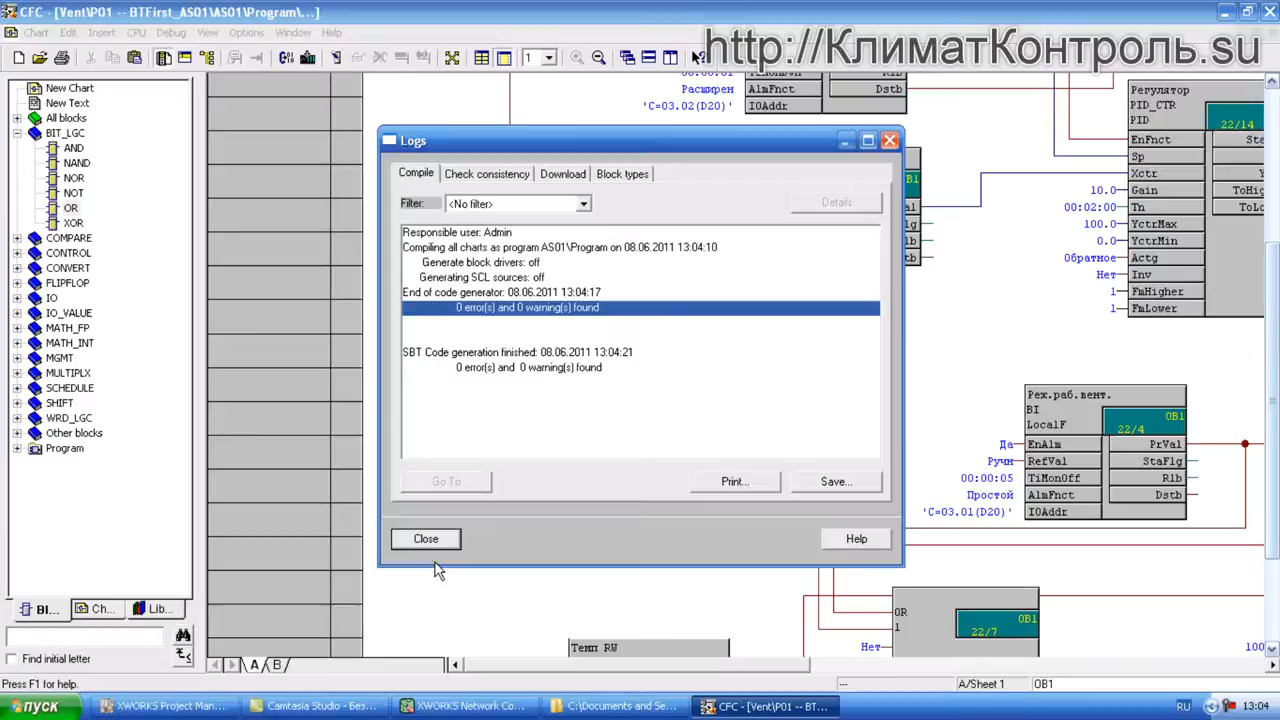 CFC - [Vent\P01 -- BTFirst_AS01\AS01\Program\...]
Chart Edit Insert CPU Debug View Options Window Help
http://КлиматКонтроль.su
1
New Chart
New Text
All blocks
BIT_LGC
AND
NAND
NOR
NOT
OR
XOR
COMPARE
CONTROL
CONVERT
FLIPFLOP
IO
IO_VALUE
MATH_FP
MATH_INT
MGMT
MULTIPLX
SCHEDULE
SHIFT
WRD_LGC
Other blocks
Program
BI... Ch... Lib...
Find initial letter
Расширен AlmFnct Dstb
'C=03.02(D20)' IOAddr
Logs
Compile Check consistency Download Block types
Filter: <No filter> Details
Responsible user: Admin
Compiling all charts as program AS01\Program on 08.06.2011 13:04:10
Generate block drivers: off
Generating SCL sources: off
End of code generator: 08.06.2011 13:04:17
0 error(s) and 0 warning(s) found
SBT Code generation finished: 08.06.2011 13:04:21
0 error(s) and 0 warning(s) found
Go To Print... Save...
Close Help
Регулятор
PID_CTR
PID
22/14
EnFnct
Sp
Xctr
10.0 Gain
00:02:00 Tn
100.0 YctrMax
0.0 YctrMin
Обратное Actg
Нет Inv
1 FmHigher
1 FmLower
Реж.раб.вент.
BI OB1
LocalF 22/4
Да EnAlm PrVal
Ручн RefVal StaFlg
00:00:05 TiMonOff Rlb
Простой AlmFnct Dstb
'C=03.01(D20)' IOAddr
OR OB1
1 22/7
Нет
Темп RW
A B
Press F1 for help. --- A/Sheet 1 OB1
пуск XWORKS Project Man... Camtasia Studio - Без... XWORKS Network Co... C:\Documents and Se... CFC - [Vent\P01 -- BT... RU 13:04